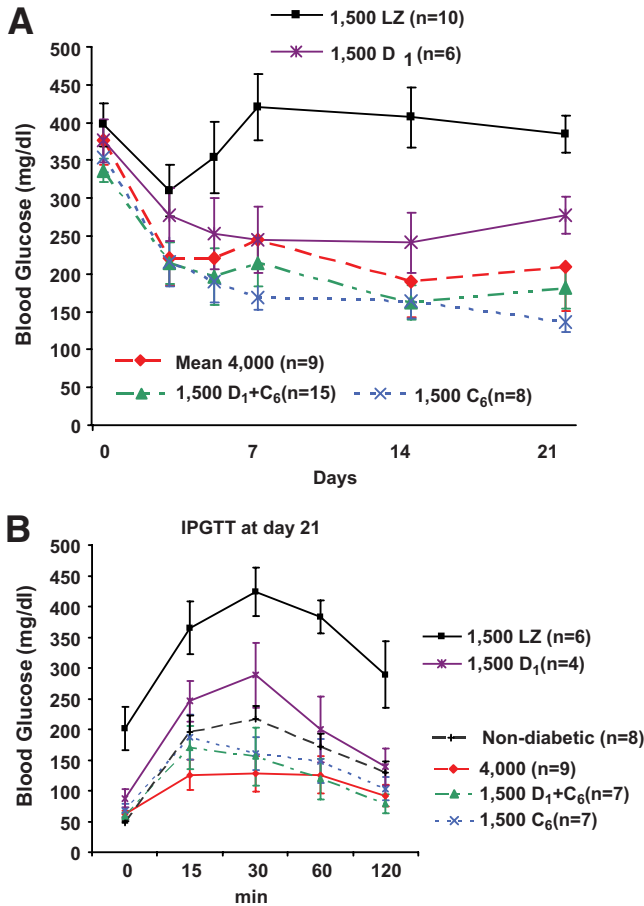 A
1,500 LZ (n=10)
1,500 D 1 (n=6)
Blood Glucose (mg/dl)
500
450
400
350
300
250
200
150
100
50
0
Mean 4,000 (n=9)
1,500 D1+C6(n=15)
1,500 C6(n=8)
0 7 14 21
Days
B
IPGTT at day 21
Blood Glucose (mg/dl)
500
450
400
350
300
250
200
150
100
50
0
1,500 LZ (n=6)
1,500 D1(n=4)
Non-diabetic (n=8)
4,000 (n=9)
1,500 D1+C6(n=7)
1,500 C6(n=7)
0 15 30 60 120
min